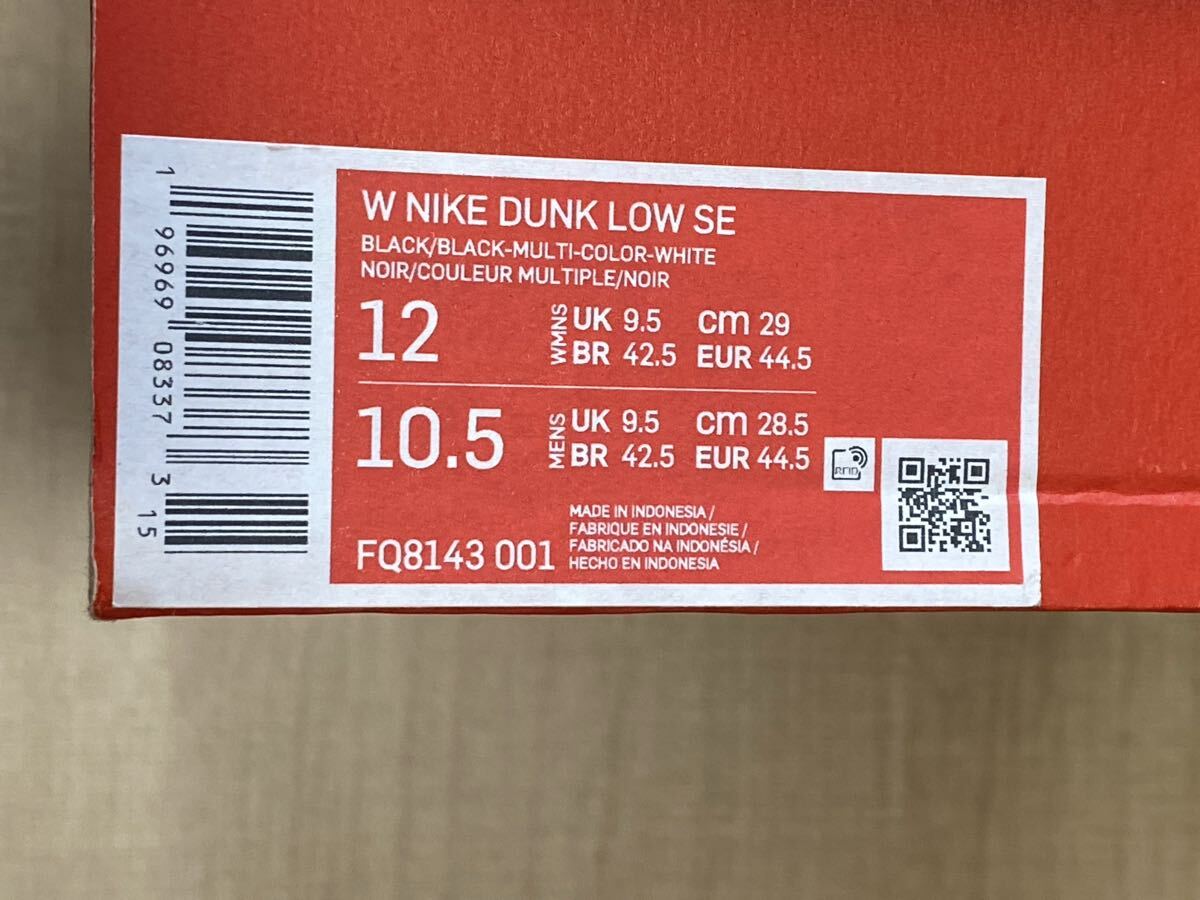 1 96969 08337 3 15
W NIKE DUNK LOW SE
BLACK/BLACK-MULTI-COLOR-WHITE
NOIR/COULEUR MULTIPLE/NOIR
12 WMNS UK 9.5 cm 29
BR 42.5 EUR 44.5
10.5 MENS UK 9.5 cm 28.5
BR 42.5 EUR 44.5
RFID
MADE IN INDONESIA /
FABRIQUE EN INDONESIE /
FABRICADO NA INDONÉSIA /
HECHO EN INDONESIA
FQ8143 001